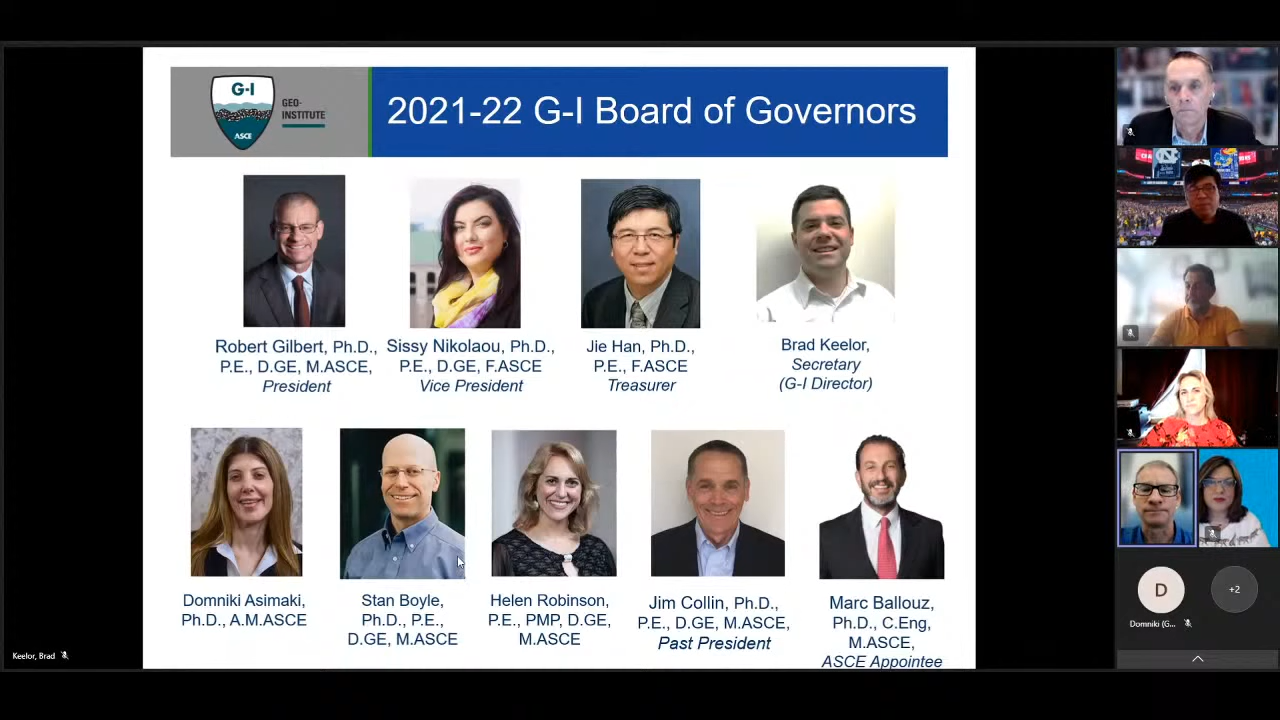 G-I
GEO-
INSTITUTE
ASCE
2021-22 G-I Board of Governors
Robert Gilbert, Ph.D.,
P.E., D.GE, M.ASCE,
President
Sissy Nikolaou, Ph.D.,
P.E., D.GE, F.ASCE
Vice President
Jie Han, Ph.D.,
P.E., F.ASCE
Treasurer
Brad Keelor,
Secretary
(G-I Director)
Domniki Asimaki,
Ph.D., A.M.ASCE
Stan Boyle,
Ph.D., P.E.,
D.GE, M.ASCE
Helen Robinson,
P.E., PMP, D.GE,
M.ASCE
Jim Collin, Ph.D.,
P.E., D.GE, M.ASCE,
Past President
Marc Ballouz,
Ph.D., C.Eng,
M.ASCE,
ASCE Appointee
Keelor, Brad
D
+2
Domniki (G...